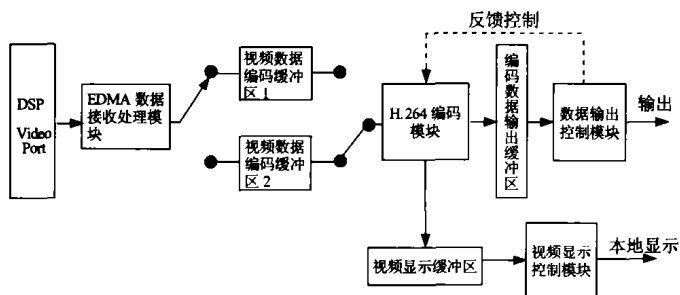 反馈控制
DSP
Video
Port
EDMA 数据
接收处理模
块
视频数据
编码缓冲
区 1
视频数据
编码缓冲
区 2
H.264 编码
模块
编码数据输出缓冲区
数据输出
控制模块
输出
视频显示缓冲区
视频显示
控制模块
本地显示